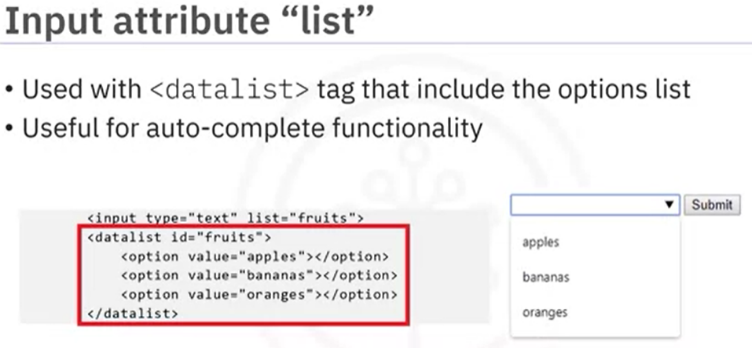 Input attribute “list”
• Used with <datalist> tag that include the options list
• Useful for auto-complete functionality
<input type="text" list="fruits">
<datalist id="fruits">
<option value="apples"></option>
<option value="bananas"></option>
<option value="oranges"></option>
</datalist>
Submit
apples
bananas
oranges